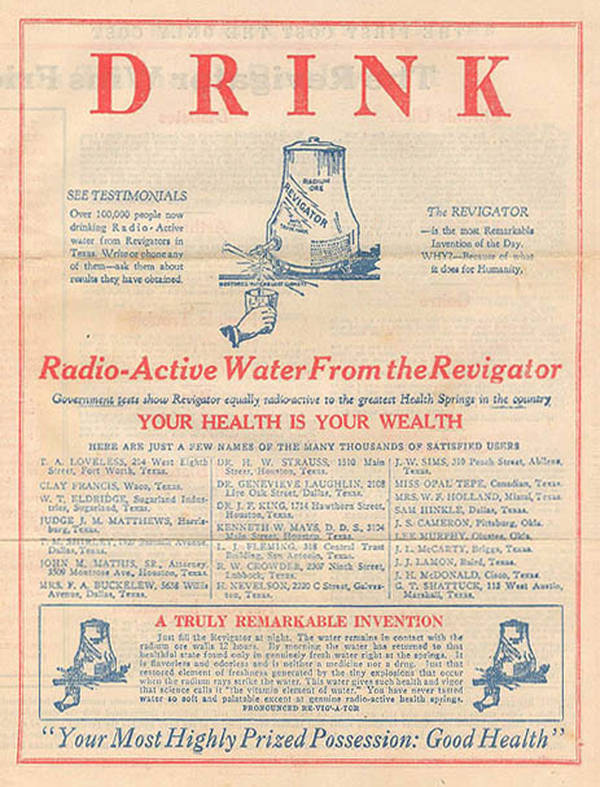 DRINK
SEE TESTIMONIALS
Over 100,000 people now
drinking Radio-Active
water from Revigators in
Texas. Write or phone any
of them—ask them about
results they have obtained.
RADIUM
ORE
REVIGATOR
The REVIGATOR
—is the most Remarkable
Invention of the Day.
WHY?—Because of what
it does for Humanity.
Radio-Active Water From the Revigator
Government tests show Revigator equally radio-active to the greatest Health Springs in the country
YOUR HEALTH IS YOUR WEALTH
HERE ARE JUST A FEW NAMES OF THE MANY THOUSANDS OF SATISFIED USERS
T. A. LOVELESS, 214 West Eighth
Street, Fort Worth, Texas.
CLAY FRANCIS, Waco, Texas.
W. T. ELDRIDGE, Sugarland Indus-
tries, Sugarland, Texas.
JUDGE J. M. MATTHEWS, Harris-
burg, Texas.
Dallas, Texas.
JOHN M. MATHIS, SR., Attorney,
3509 Montrose Ave., Houston, Texas.
MRS. F. A. BUCKELEW, 5638 Willis
Avenue, Dallas, Texas.
DR. H. W. STRAUSS, 1510 Main
Street, Houston, Texas.
DR. GENEVIEVE LAUGHLIN, 2108
Live Oak Street, Dallas, Texas.
DR. J. F. KING, 1714 Hawthorn Street,
Houston, Texas.
KENNETH W. MAYS, D. D. S., 3104
Main Street, Houston, Texas.
L. J. FLEMING, 318 Central Trust
Building, San Antonio, Texas.
R. W. CROWDER, 2307 Ninth Street,
Lubbock, Texas.
H. NEVELSON, 2220 C Street, Galves-
ton, Texas.
J. W. SIMS, 310 Peach Street, Abilene,
Texas.
MISS OPAL TEPE, Canadian, Texas.
MRS. W. F. HOLLAND, Miami, Texas
SAM HINKLE, Dallas, Texas.
J. S. CAMERON, Pittsburg, Okla.
LEE MURPHY, Olustee, Okla.
J. L. McCARTY, Briggs, Texas.
J. J. LAMON, Baird, Texas.
J. H. McDONALD, Cisco, Texas
G. T. SHATTUCK, 113 West Austin,
Marshall, Texas.
A TRULY REMARKABLE INVENTION
Just fill the Revigator at night. The water remains in contact with the
radium ore walls 12 hours. By morning the water has returned to that
healthful state found only in genuinely fresh water right at the spring. It
is flavorless and odorless and is neither a medicine nor a drug. Just that
restored element of freshness generated by the tiny explosions that occur
when the radium rays strike the water. This water gives such health and vigor
that science calls it "the vitamin element of water." You have never tasted
water so soft and palatable except at genuine radio-active health springs.
PRONOUNCED RE-VIG-A-TOR
"Your Most Highly Prized Possession: Good Health"